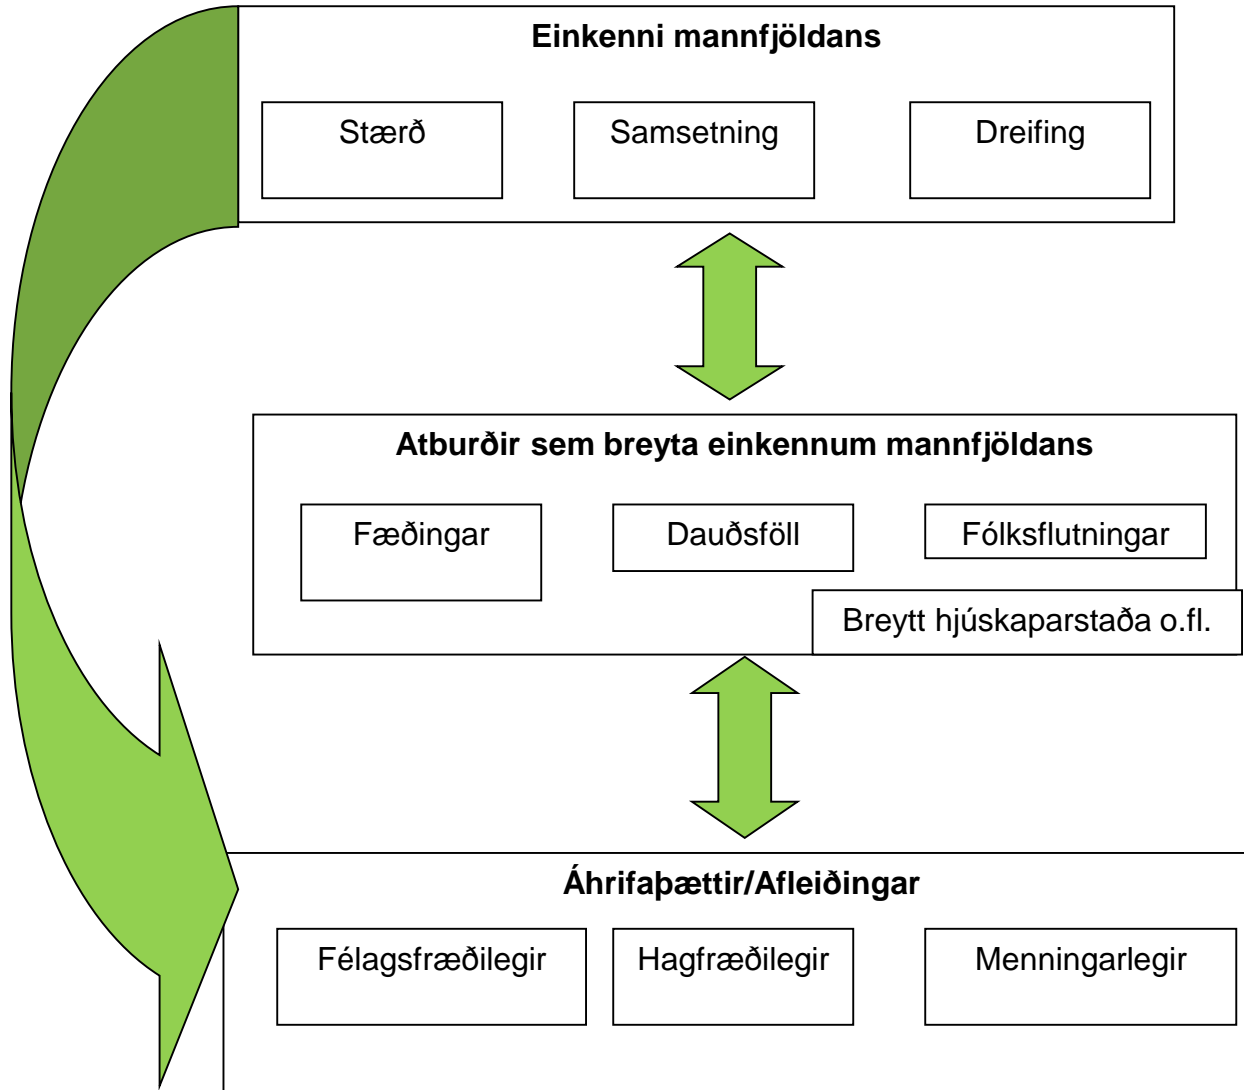 Einkenni mannfjöldans
Stærð
Samsetning
Dreifing
Atburðir sem breyta einkennum mannfjöldans
Fæðingar
Dauðsföll
Fólksflutningar
Breytt hjúskaparstaða o.fl.
Áhrifaþættir/Afleiðingar
Félagsfræðilegir
Hagfræðilegir
Menningarlegir